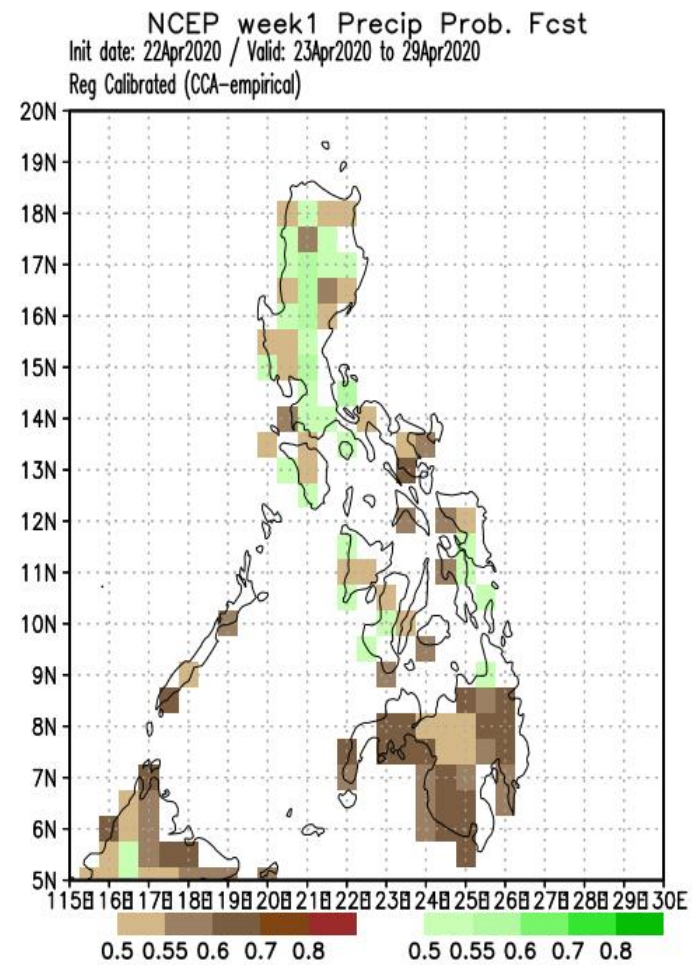 NCEP week1 Precip Prob. Fcst
Init date: 22Apr2020 / Valid: 23Apr2020 to 29Apr2020
Reg Calibrated (CCA-empirical)
20N
19N
18N
17N
16N
15N
14N
13N
12N
11N
10N
9N
8N
7N
6N
5N
115E 116E 117E 118E 119E 120E 121E 122E 123E 124E 125E 126E 127E 128E 129E 130E
0.5 0.55 0.6 0.7 0.8 0.5 0.55 0.6 0.7 0.8